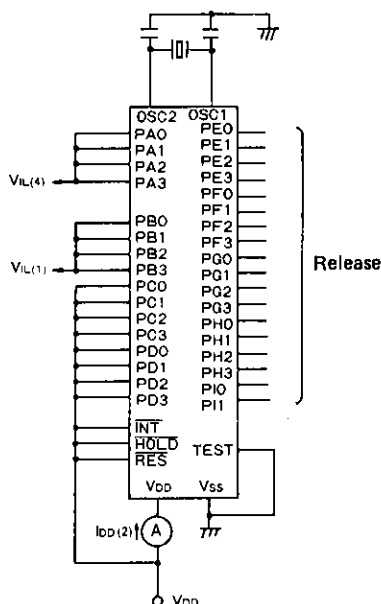 OSC2 OSC1
PA0
PA1
PA2
PA3
VIL(4)
PB0
PB1
PB2
PB3
VIL(1)
PC0
PC1
PC2
PC3
PD0
PD1
PD2
PD3
INT
HOLD
RES
PE0
PE1
PE2
PE3
PF0
PF1
PF2
PF3
PG0
PG1
PG2
PG3
PH0
PH1
PH2
PH3
PI0
PI1
Release
TEST
VDD VSS
IDD(2) A
VDD